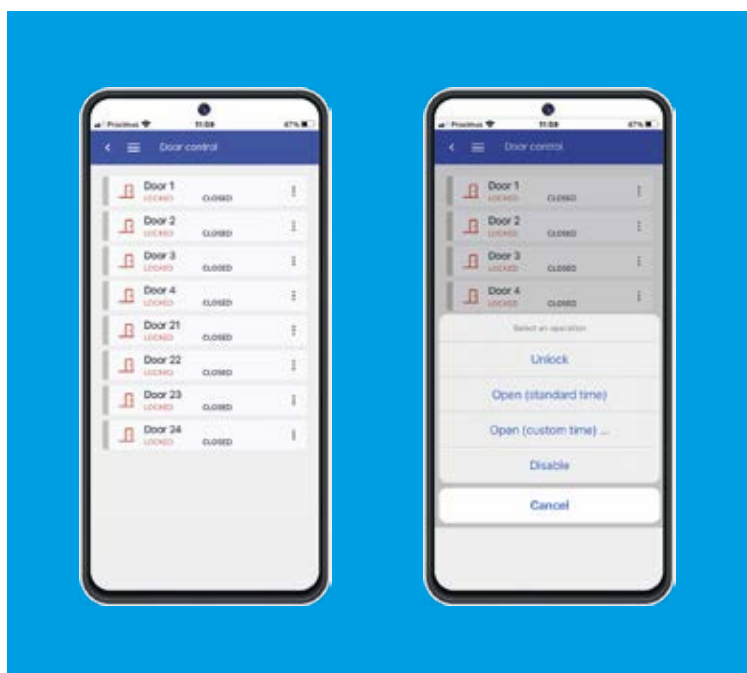 Proximus 11:59 47%
Door control
Door 1
LOCKED CLOSED
Door 2
LOCKED CLOSED
Door 3
LOCKED CLOSED
Door 4
LOCKED CLOSED
Door 21
LOCKED CLOSED
Door 22
LOCKED CLOSED
Door 23
LOCKED CLOSED
Door 24
LOCKED CLOSED
Proximus 11:59 47%
Door control
Door 1
LOCKED CLOSED
Door 2
LOCKED CLOSED
Door 3
LOCKED CLOSED
Door 4
LOCKED CLOSED
Select an operation
Unlock
Open (standard time)
Open (custom time) ...
Disable
Cancel